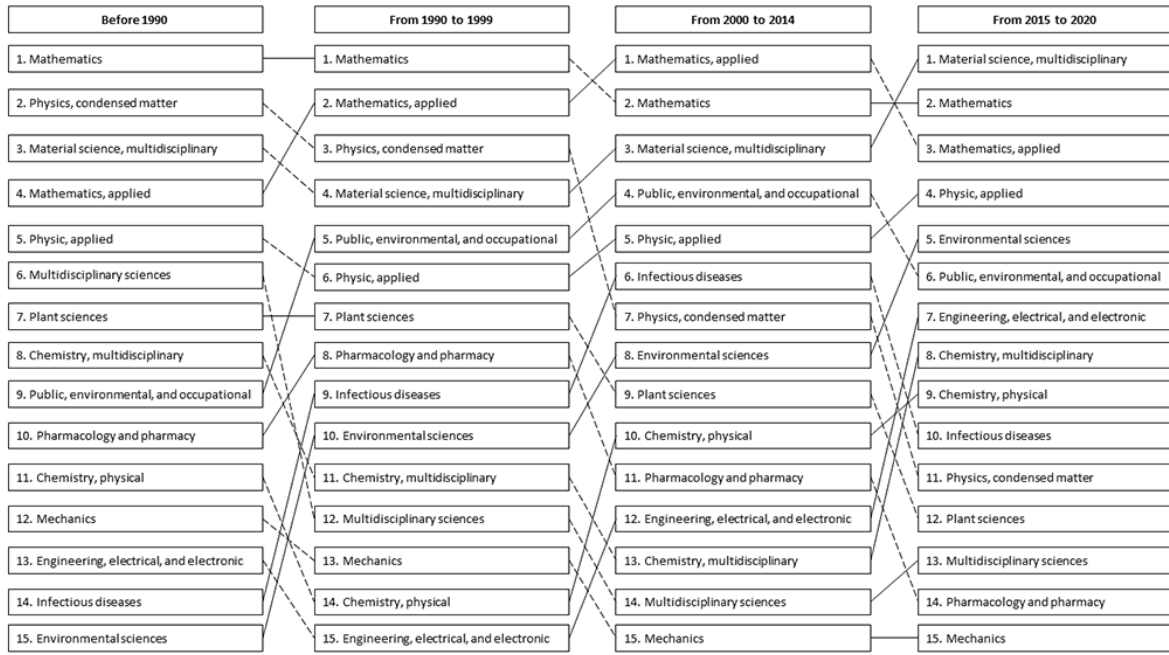 Before 1990
1. Mathematics
2. Physics, condensed matter
3. Material science, multidisciplinary
4. Mathematics, applied
5. Physic, applied
6. Multidisciplinary sciences
7. Plant sciences
8. Chemistry, multidisciplinary
9. Public, environmental, and occupational
10. Pharmacology and pharmacy
11. Chemistry, physical
12. Mechanics
13. Engineering, electrical, and electronic
14. Infectious diseases
15. Environmental sciences
From 1990 to 1999
1. Mathematics
2. Mathematics, applied
3. Physics, condensed matter
4. Material science, multidisciplinary
5. Public, environmental, and occupational
6. Physic, applied
7. Plant sciences
8. Pharmacology and pharmacy
9. Infectious diseases
10. Environmental sciences
11. Chemistry, multidisciplinary
12. Multidisciplinary sciences
13. Mechanics
14. Chemistry, physical
15. Engineering, electrical, and electronic
From 2000 to 2014
1. Mathematics, applied
2. Mathematics
3. Material science, multidisciplinary
4. Public, environmental, and occupational
5. Physic, applied
6. Infectious diseases
7. Physics, condensed matter
8. Environmental sciences
9. Plant sciences
10. Chemistry, physical
11. Pharmacology and pharmacy
12. Engineering, electrical, and electronic
13. Chemistry, multidisciplinary
14. Multidisciplinary sciences
15. Mechanics
From 2015 to 2020
1. Material science, multidisciplinary
2. Mathematics
3. Mathematics, applied
4. Physic, applied
5. Environmental sciences
6. Public, environmental, and occupational
7. Engineering, electrical, and electronic
8. Chemistry, multidisciplinary
9. Chemistry, physical
10. Infectious diseases
11. Physics, condensed matter
12. Plant sciences
13. Multidisciplinary sciences
14. Pharmacology and pharmacy
15. Mechanics